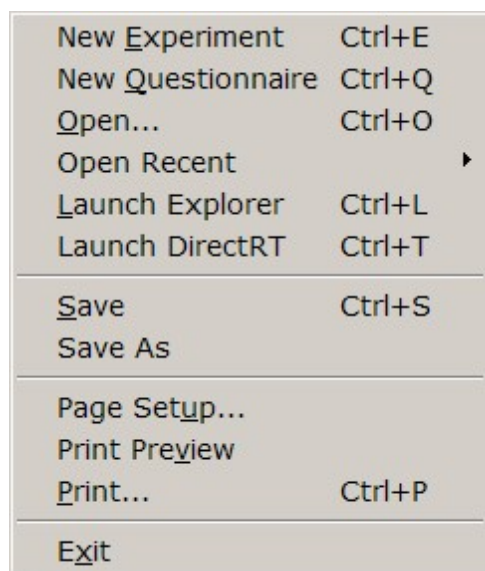 New Experiment Ctrl+E
New Questionnaire Ctrl+Q
Open... Ctrl+O
Open Recent
Launch Explorer Ctrl+L
Launch DirectRT Ctrl+T
Save Ctrl+S
Save As
Page Setup...
Print Preview
Print... Ctrl+P
Exit